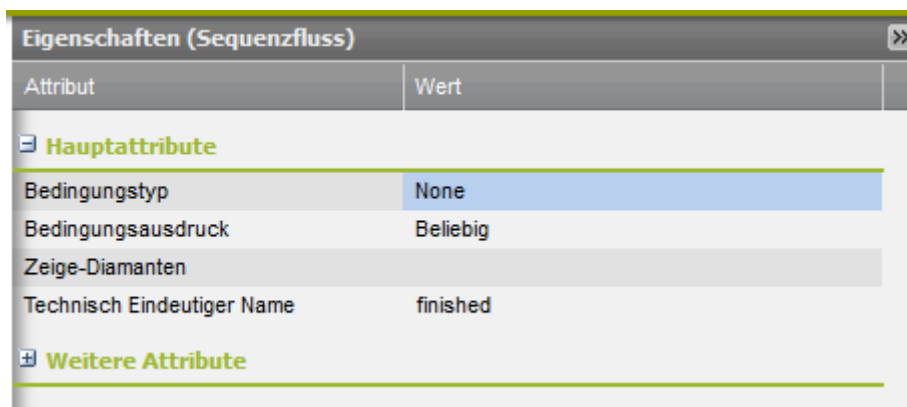 Eigenschaften (Sequenzfluss)
Attribut Wert
Hauptattribute
Bedingungstyp None
Bedingungsausdruck Beliebig
Zeige-Diamanten
Technisch Eindeutiger Name finished
Weitere Attribute